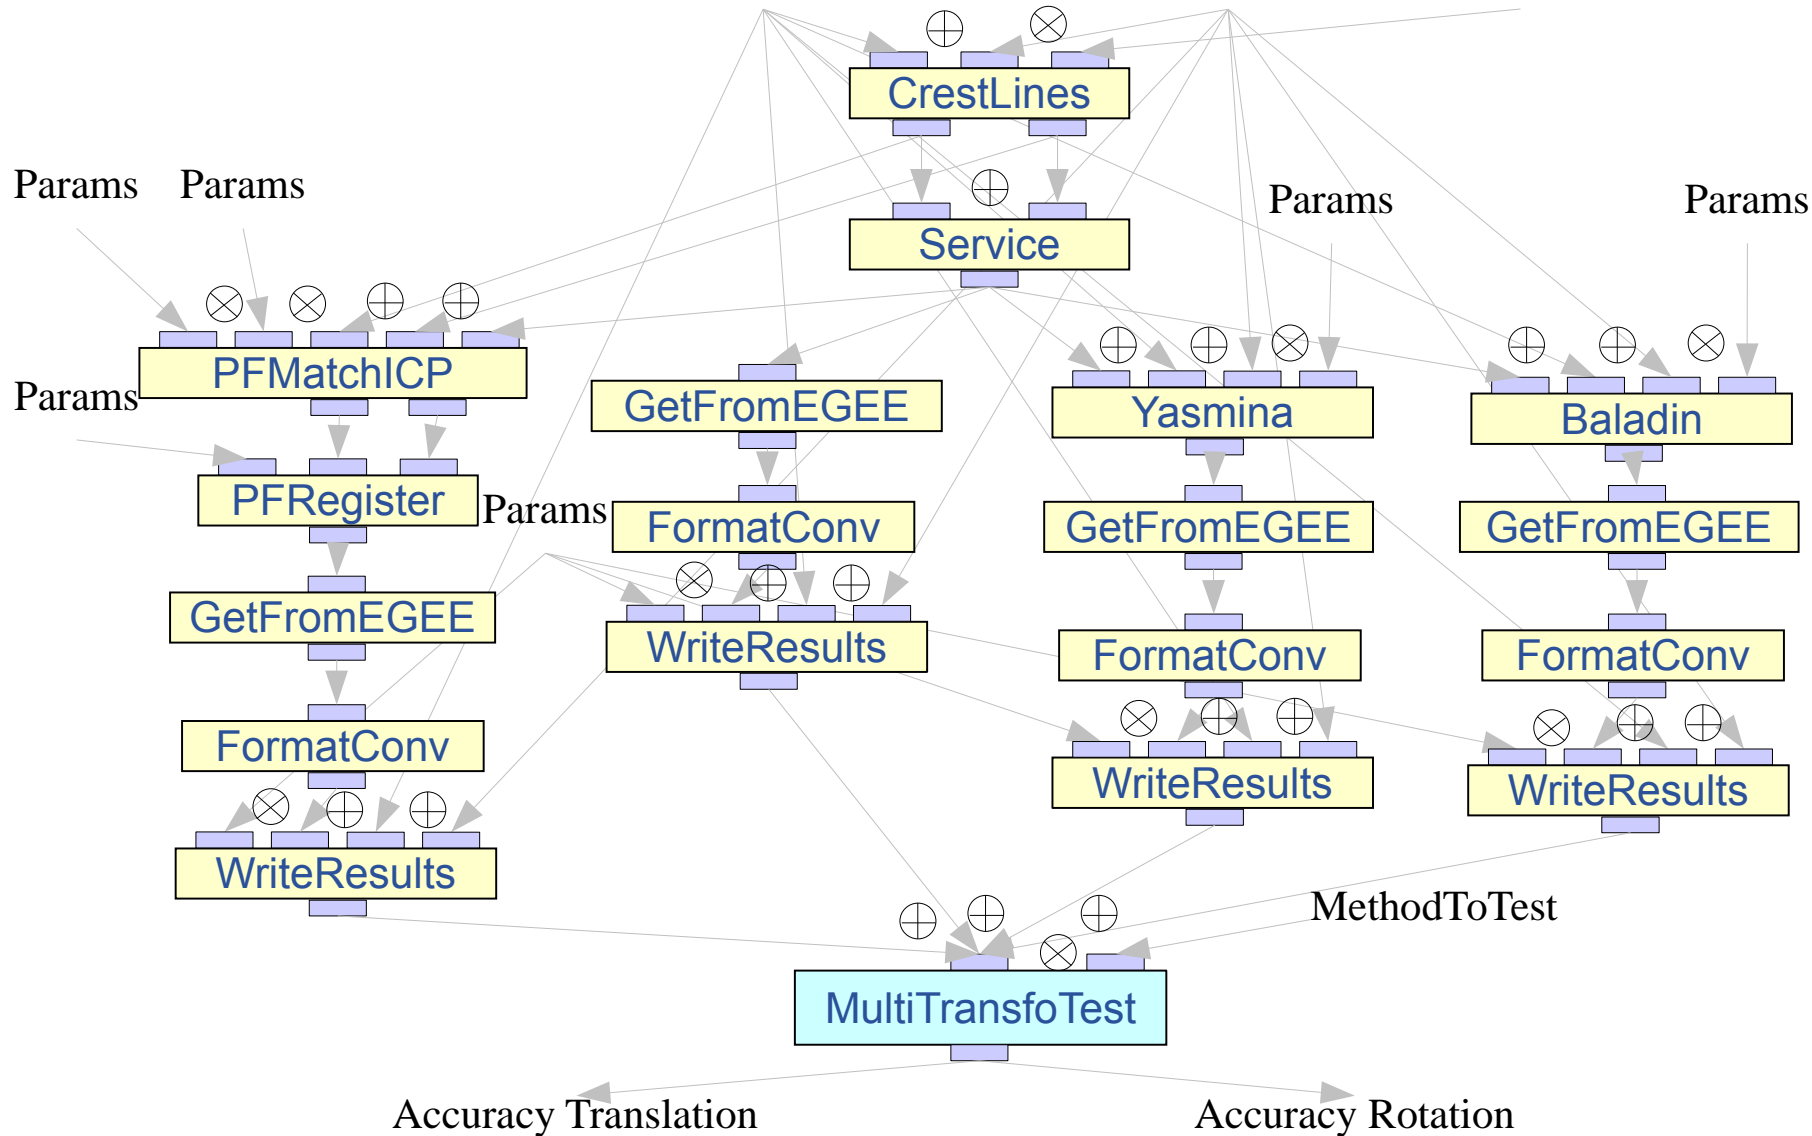 CrestLines
Params Params
Params
Params
Service
PFMatchICP
GetFromEGEE
Yasmina
Baladin
Params
PFRegister
Params
FormatConv
GetFromEGEE
GetFromEGEE
GetFromEGEE
WriteResults
FormatConv
FormatConv
FormatConv
WriteResults
WriteResults
WriteResults
MethodToTest
MultiTransfoTest
Accuracy Translation
Accuracy Rotation